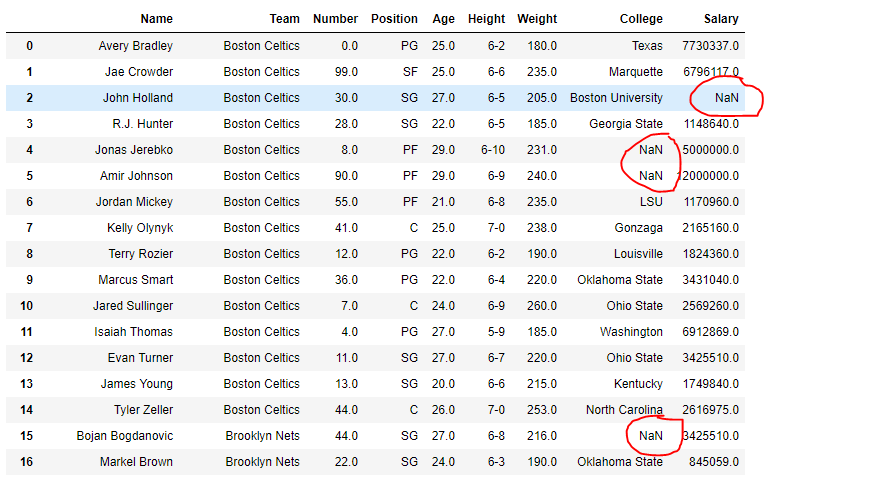 Name Team Number Position Age Height Weight College Salary
0 Avery Bradley Boston Celtics 0.0 PG 25.0 6-2 180.0 Texas 7730337.0
1 Jae Crowder Boston Celtics 99.0 SF 25.0 6-6 235.0 Marquette 6796117.0
2 John Holland Boston Celtics 30.0 SG 27.0 6-5 205.0 Boston University NaN
3 R.J. Hunter Boston Celtics 28.0 SG 22.0 6-5 185.0 Georgia State 1148640.0
4 Jonas Jerebko Boston Celtics 8.0 PF 29.0 6-10 231.0 NaN 5000000.0
5 Amir Johnson Boston Celtics 90.0 PF 29.0 6-9 240.0 NaN 12000000.0
6 Jordan Mickey Boston Celtics 55.0 PF 21.0 6-8 235.0 LSU 1170960.0
7 Kelly Olynyk Boston Celtics 41.0 C 25.0 7-0 238.0 Gonzaga 2165160.0
8 Terry Rozier Boston Celtics 12.0 PG 22.0 6-2 190.0 Louisville 1824360.0
9 Marcus Smart Boston Celtics 36.0 PG 22.0 6-4 220.0 Oklahoma State 3431040.0
10 Jared Sullinger Boston Celtics 7.0 C 24.0 6-9 260.0 Ohio State 2569260.0
11 Isaiah Thomas Boston Celtics 4.0 PG 27.0 5-9 185.0 Washington 6912869.0
12 Evan Turner Boston Celtics 11.0 SG 27.0 6-7 220.0 Ohio State 3425510.0
13 James Young Boston Celtics 13.0 SG 20.0 6-6 215.0 Kentucky 1749840.0
14 Tyler Zeller Boston Celtics 44.0 C 26.0 7-0 253.0 North Carolina 2616975.0
15 Bojan Bogdanovic Brooklyn Nets 44.0 SG 27.0 6-8 216.0 NaN 3425510.0
16 Markel Brown Brooklyn Nets 22.0 SG 24.0 6-3 190.0 Oklahoma State 845059.0